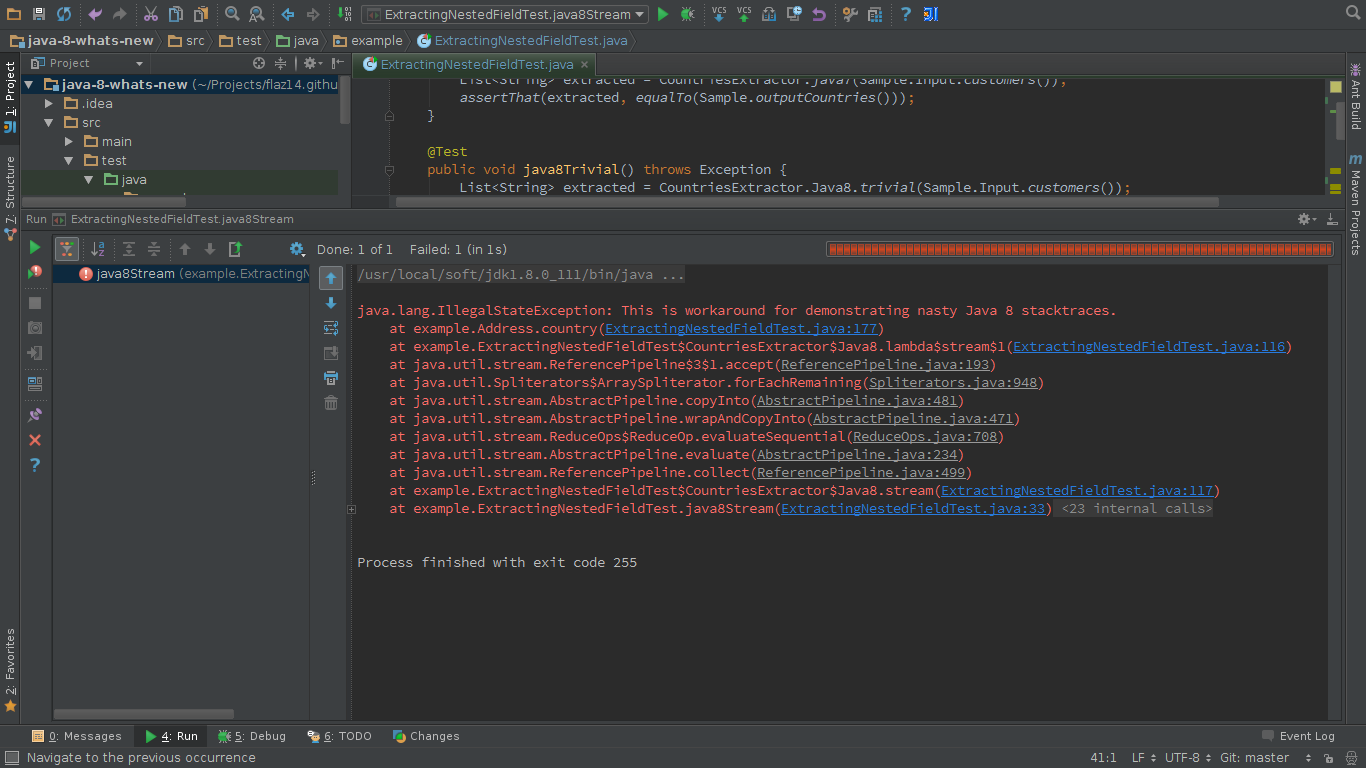 ExtractingNestedFieldTest.java8Stream
VCS VCS
java-8-whats-new src test java example ExtractingNestedFieldTest.java
1: Project
7: Structure
2: Favorites
Project
java-8-whats-new (~/Projects/flaz14.githu
.idea
src
main
test
java
ExtractingNestedFieldTest.java
List<String> extracted = CountriesExtractor.java7(Sample.Input.customers());
assertThat(extracted, equalTo(Sample.outputCountries()));
}
@Test
public void java8Trivial() throws Exception {
List<String> extracted = CountriesExtractor.Java8.trivial(Sample.Input.customers());
Ant Build
Maven Projects
Run ExtractingNestedFieldTest.java8Stream
Done: 1 of 1 Failed: 1 (in 1s)
java8Stream (example.ExtractingN
/usr/local/soft/jdk1.8.0_111/bin/java ...
java.lang.IllegalStateException: This is workaround for demonstrating nasty Java 8 stacktraces.
at example.Address.country(ExtractingNestedFieldTest.java:177)
at example.ExtractingNestedFieldTest$CountriesExtractor$Java8.lambda$stream$1(ExtractingNestedFieldTest.java:116)
at java.util.stream.ReferencePipeline$3$1.accept(ReferencePipeline.java:193)
at java.util.Spliterators$ArraySpliterator.forEachRemaining(Spliterators.java:948)
at java.util.stream.AbstractPipeline.copyInto(AbstractPipeline.java:481)
at java.util.stream.AbstractPipeline.wrapAndCopyInto(AbstractPipeline.java:471)
at java.util.stream.ReduceOps$ReduceOp.evaluateSequential(ReduceOps.java:708)
at java.util.stream.AbstractPipeline.evaluate(AbstractPipeline.java:234)
at java.util.stream.ReferencePipeline.collect(ReferencePipeline.java:499)
at example.ExtractingNestedFieldTest$CountriesExtractor$Java8.stream(ExtractingNestedFieldTest.java:117)
at example.ExtractingNestedFieldTest.java8Stream(ExtractingNestedFieldTest.java:33) <23 internal calls>
Process finished with exit code 255
0: Messages 4: Run 5: Debug 6: TODO Changes Event Log
Navigate to the previous occurrence 41:1 LF UTF-8 Git: master